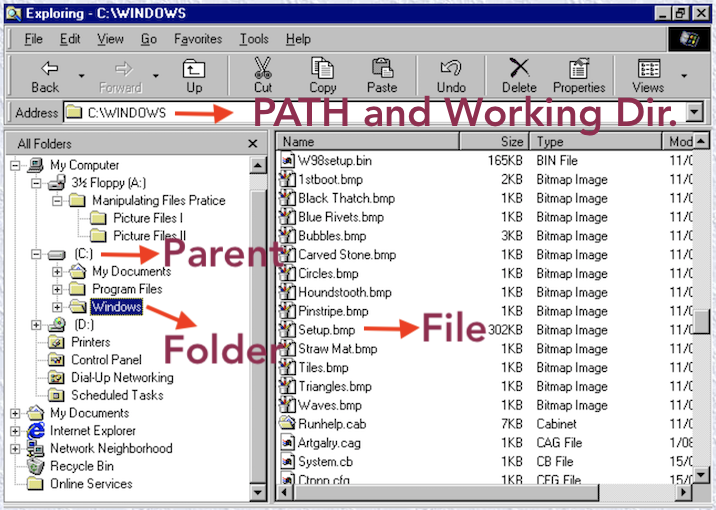 Exploring - C:\WINDOWS
File Edit View Go Favorites Tools Help
Back Forward Up Cut Copy Paste Undo Delete Properties Views
Address C:\WINDOWS PATH and Working Dir.
All Folders
My Computer
3½ Floppy (A:)
Manipulating Files Pratice
Picture Files I
Picture Files II
(C:) Parent
My Documents
Program Files
Windows
Folder
(D:)
Printers
Control Panel
Dial-Up Networking
Scheduled Tasks
My Documents
Internet Explorer
Network Neighborhood
Recycle Bin
Online Services
Name Size Type Mod
W98setup.bin 165KB BIN File 11/0
1stboot.bmp 2KB Bitmap Image 11/0
Black Thatch.bmp 1KB Bitmap Image 11/0
Blue Rivets.bmp 1KB Bitmap Image 11/0
Bubbles.bmp 3KB Bitmap Image 11/0
Carved Stone.bmp 1KB Bitmap Image 11/0
Circles.bmp 1KB Bitmap Image 11/0
Houndstooth.bmp 1KB Bitmap Image 11/0
Pinstripe.bmp 1KB Bitmap Image 11/0
Setup.bmp File 302KB Bitmap Image 11/0
Straw Mat.bmp 1KB Bitmap Image 11/0
Tiles.bmp 1KB Bitmap Image 11/0
Triangles.bmp 1KB Bitmap Image 11/0
Waves.bmp 1KB Bitmap Image 11/0
Runhelp.cab 7KB Cabinet 11/0
Artgalry.cag 1KB CAG File 1/08
System.cb 1KB CB File 15/0
Ctpnp.cfg 1KB CFG File 15/0